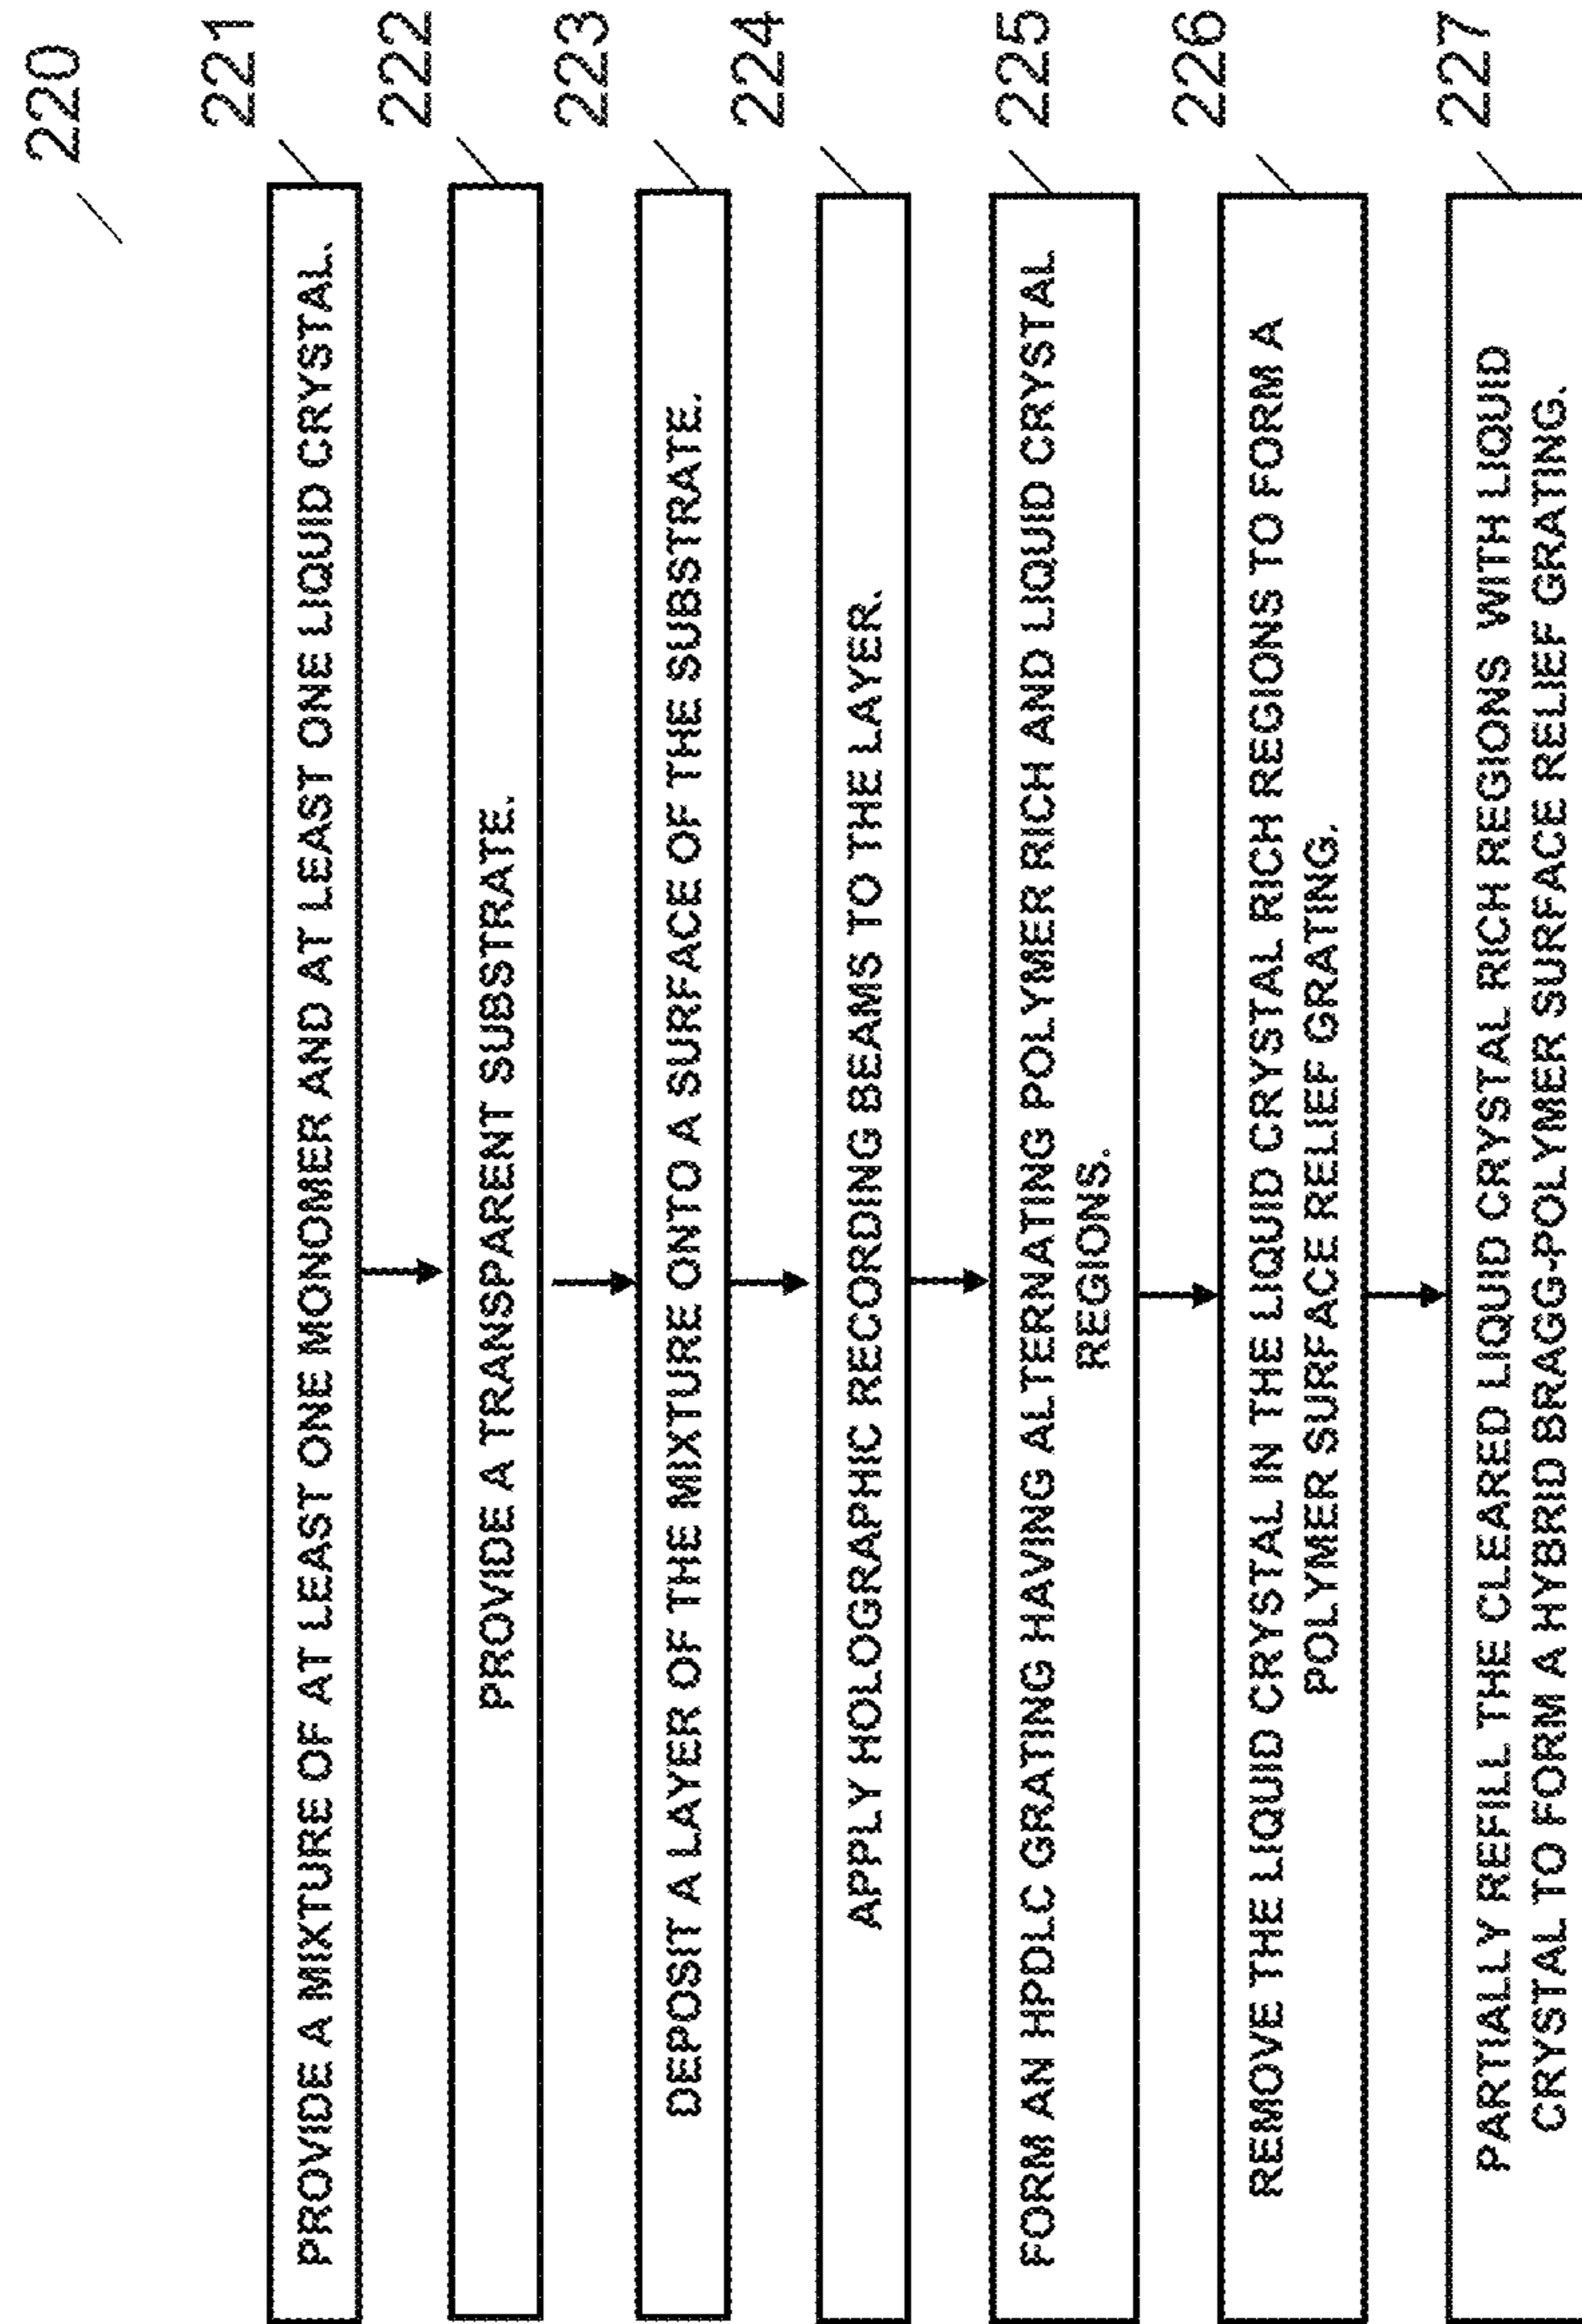 220
221
PROVIDE A MIXTURE OF AT LEAST ONE MONOMER AND AT LEAST ONE LIQUID CRYSTAL.
222
PROVIDE A TRANSPARENT SUBSTRATE.
223
DEPOSIT A LAYER OF THE MIXTURE ONTO A SURFACE OF THE SUBSTRATE.
224
APPLY HOLOGRAPHIC RECORDING BEAMS TO THE LAYER.
225
FORM AN HPDLC GRATING HAVING ALTERNATING POLYMER RICH AND LIQUID CRYSTAL
REGIONS.
226
REMOVE THE LIQUID CRYSTAL IN THE LIQUID CRYSTAL RICH REGIONS TO FORM A
POLYMER SURFACE RELIEF GRATING.
227
PARTIALLY REFILL THE CLEARED LIQUID CRYSTAL RICH REGIONS WITH LIQUID
CRYSTAL TO FORM A HYBRID BRAGG-POLYMER SURFACE RELIEF GRATING.